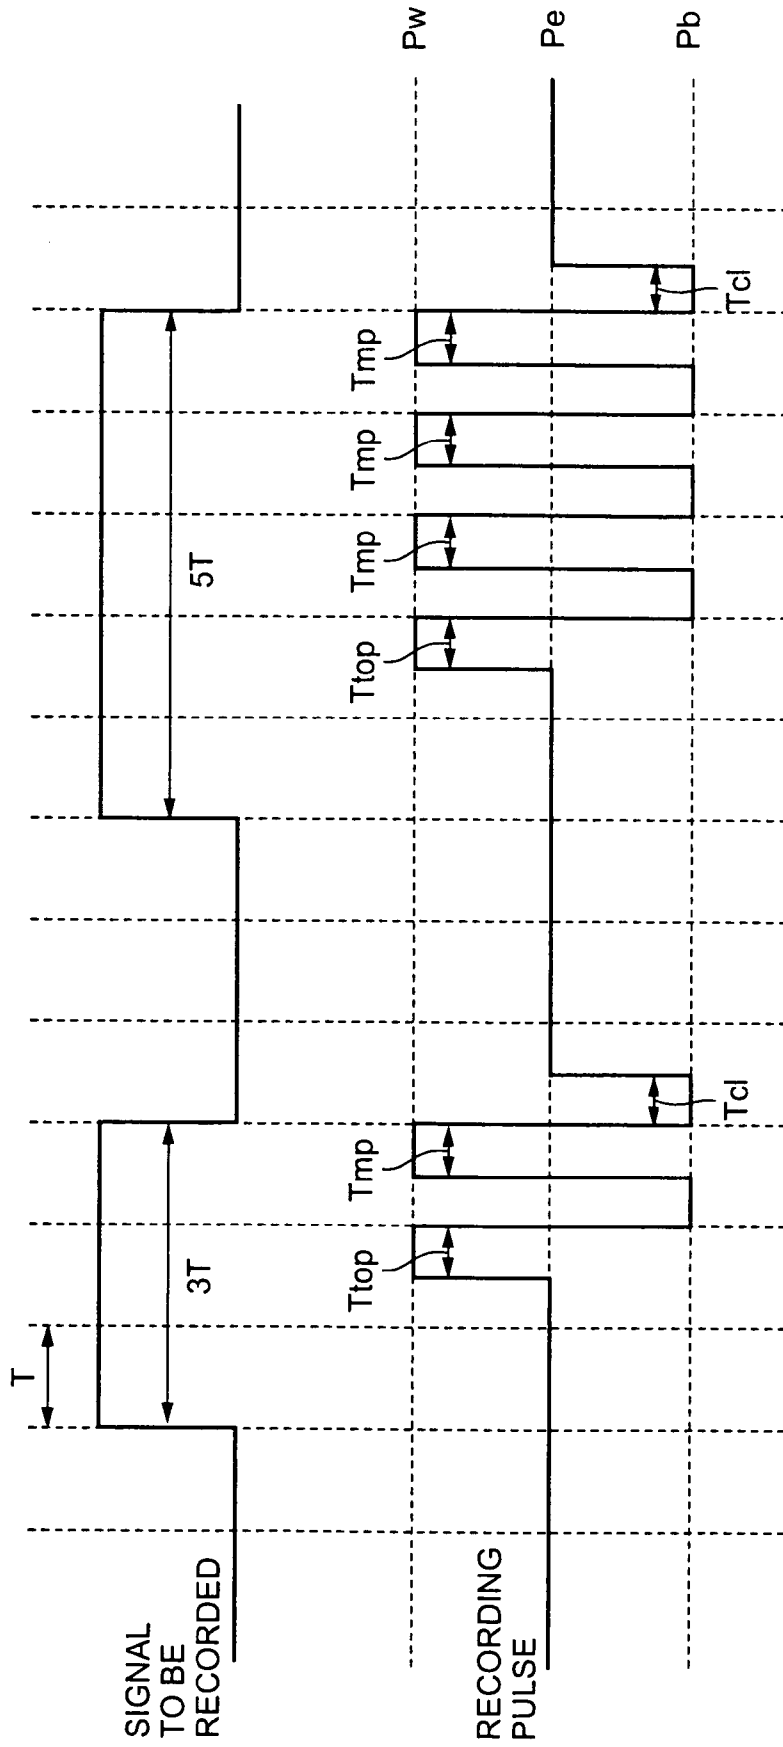 T
SIGNAL
TO BE
RECORDED
3T
5T
RECORDING
PULSE
Ttop
Tmp
Ttop
Tmp
Tmp
Tmp
Pw
Pe
Pb
Tcl
Tcl